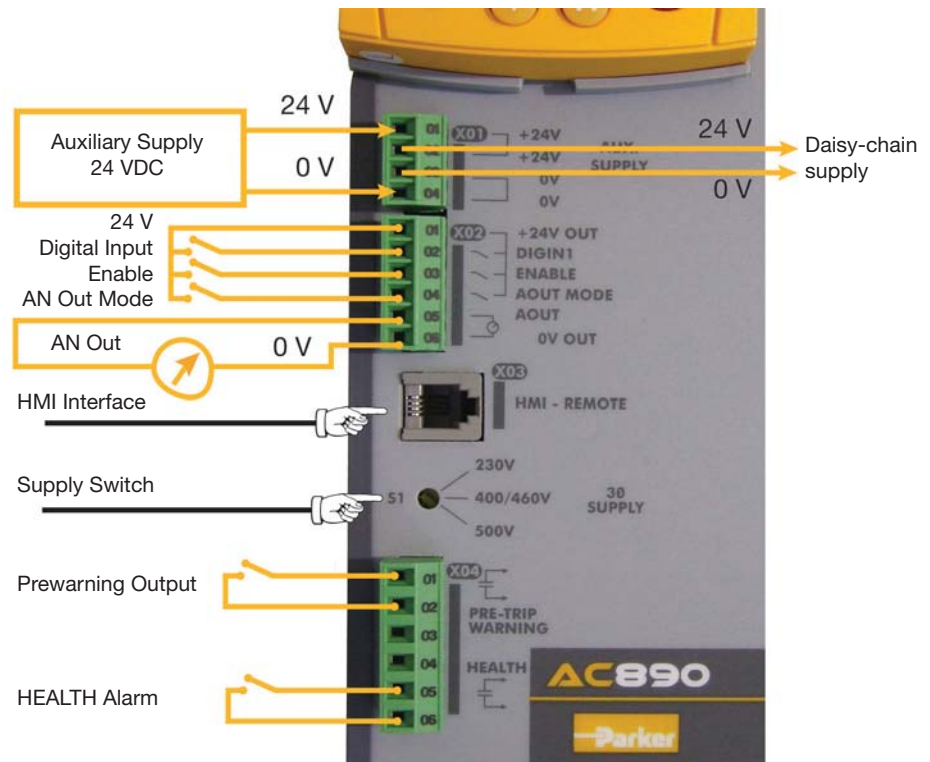 24 V
Auxiliary Supply
24 VDC
0 V
01
04
X01
+24V
+24V
0V
0V
SUPPLY
24 V
0 V
Daisy-chain
supply
24 V
Digital Input
Enable
AN Out Mode
AN Out
0 V
01
02
03
04
05
06
X02
+24V OUT
DIGIN1
ENABLE
AOUT MODE
AOUT
0V OUT
HMI Interface
X03
HMI - REMOTE
Supply Switch
S1
230V
400/460V
500V
3Ø
SUPPLY
Prewarning Output
HEALTH Alarm
01
02
03
04
05
06
X04
PRE-TRIP
WARNING
HEALTH
AC890
Parker